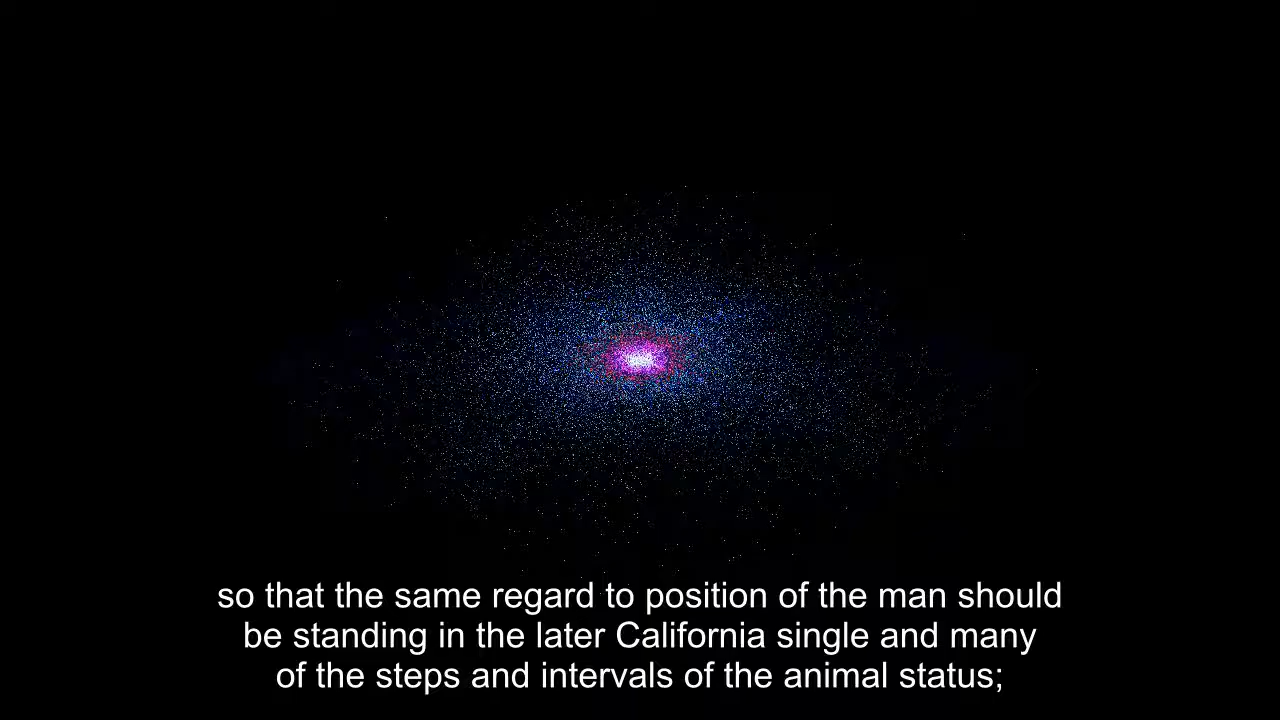 so that the same regard to position of the man should
be standing in the later California single and many
of the steps and intervals of the animal status;